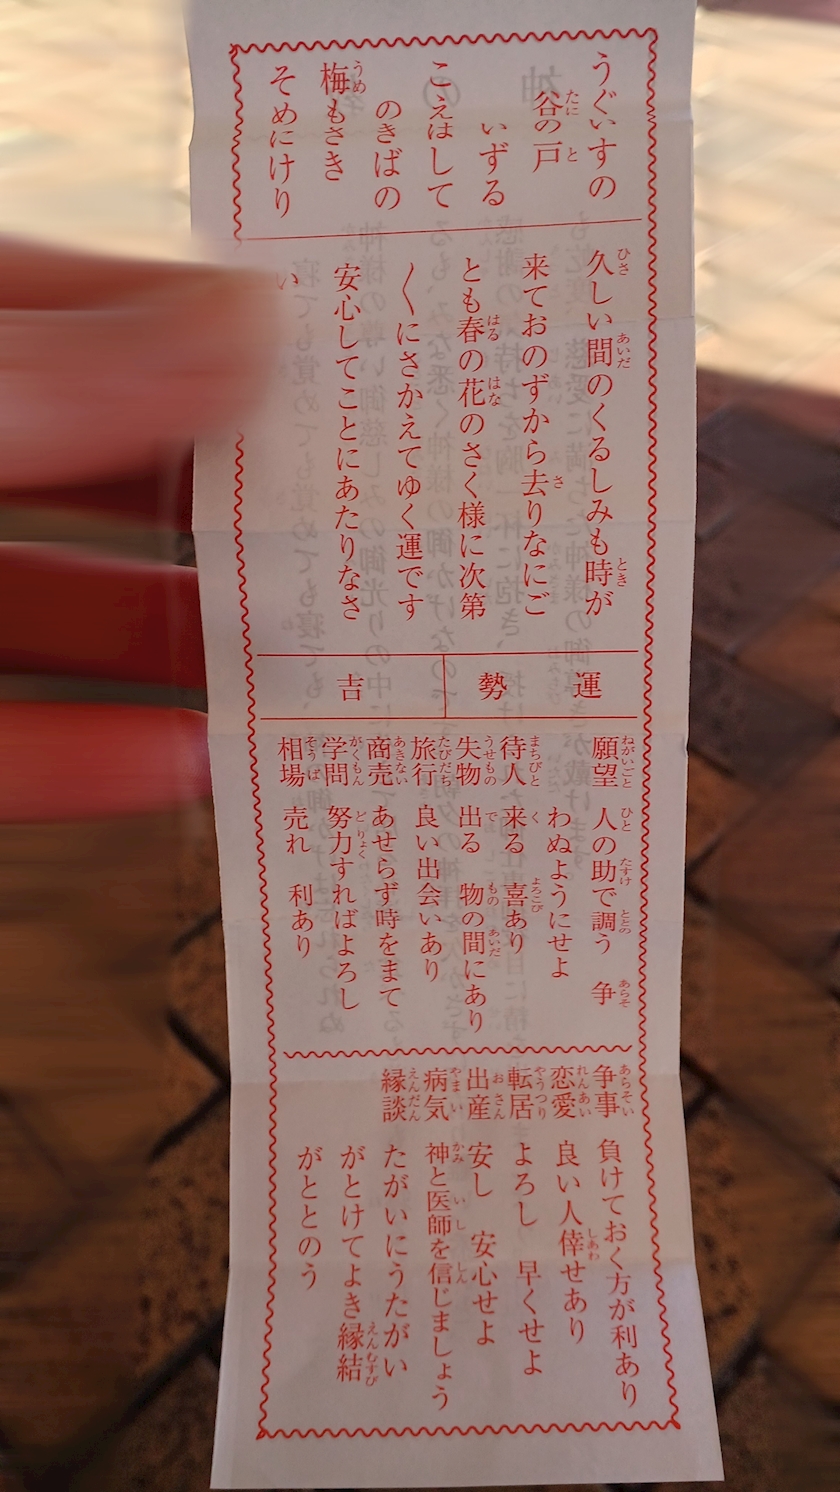 うぐいすの
谷の戸
いずる
こえはして
のきばの
梅もさき
そめにけり
久しい間のくるしみも時が
来ておのずから去りなにご
とも春の花のさく様に次第
〱にさかえてゆく運です
安心してことにあたりなさ
い
運勢 吉
願望 人の助で調う 争
わぬようにせよ
待人 来る 喜あり
失物 出る 物の間にあり
旅行 良い出会いあり
商売 あせらず時をまて
学問 努力すればよろし
相場 売れ 利あり
争事 負けておく方が利あり
恋愛 良い人倖せあり
転居 よろし 早くせよ
出産 安し 安心せよ
病気 神と医師を信じましょう
縁談 たがいにうたがい
がとけてよき縁結
がととのう